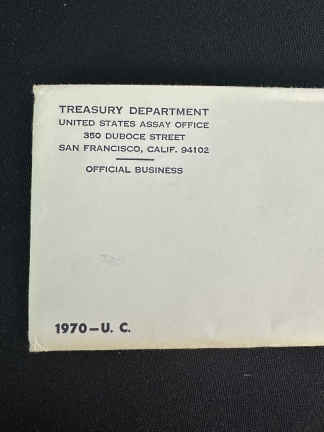 TREASURY DEPARTMENT
UNITED STATES ASSAY OFFICE
350 DUBOCE STREET
SAN FRANCISCO, CALIF. 94102
OFFICIAL BUSINESS
1970–U. C.